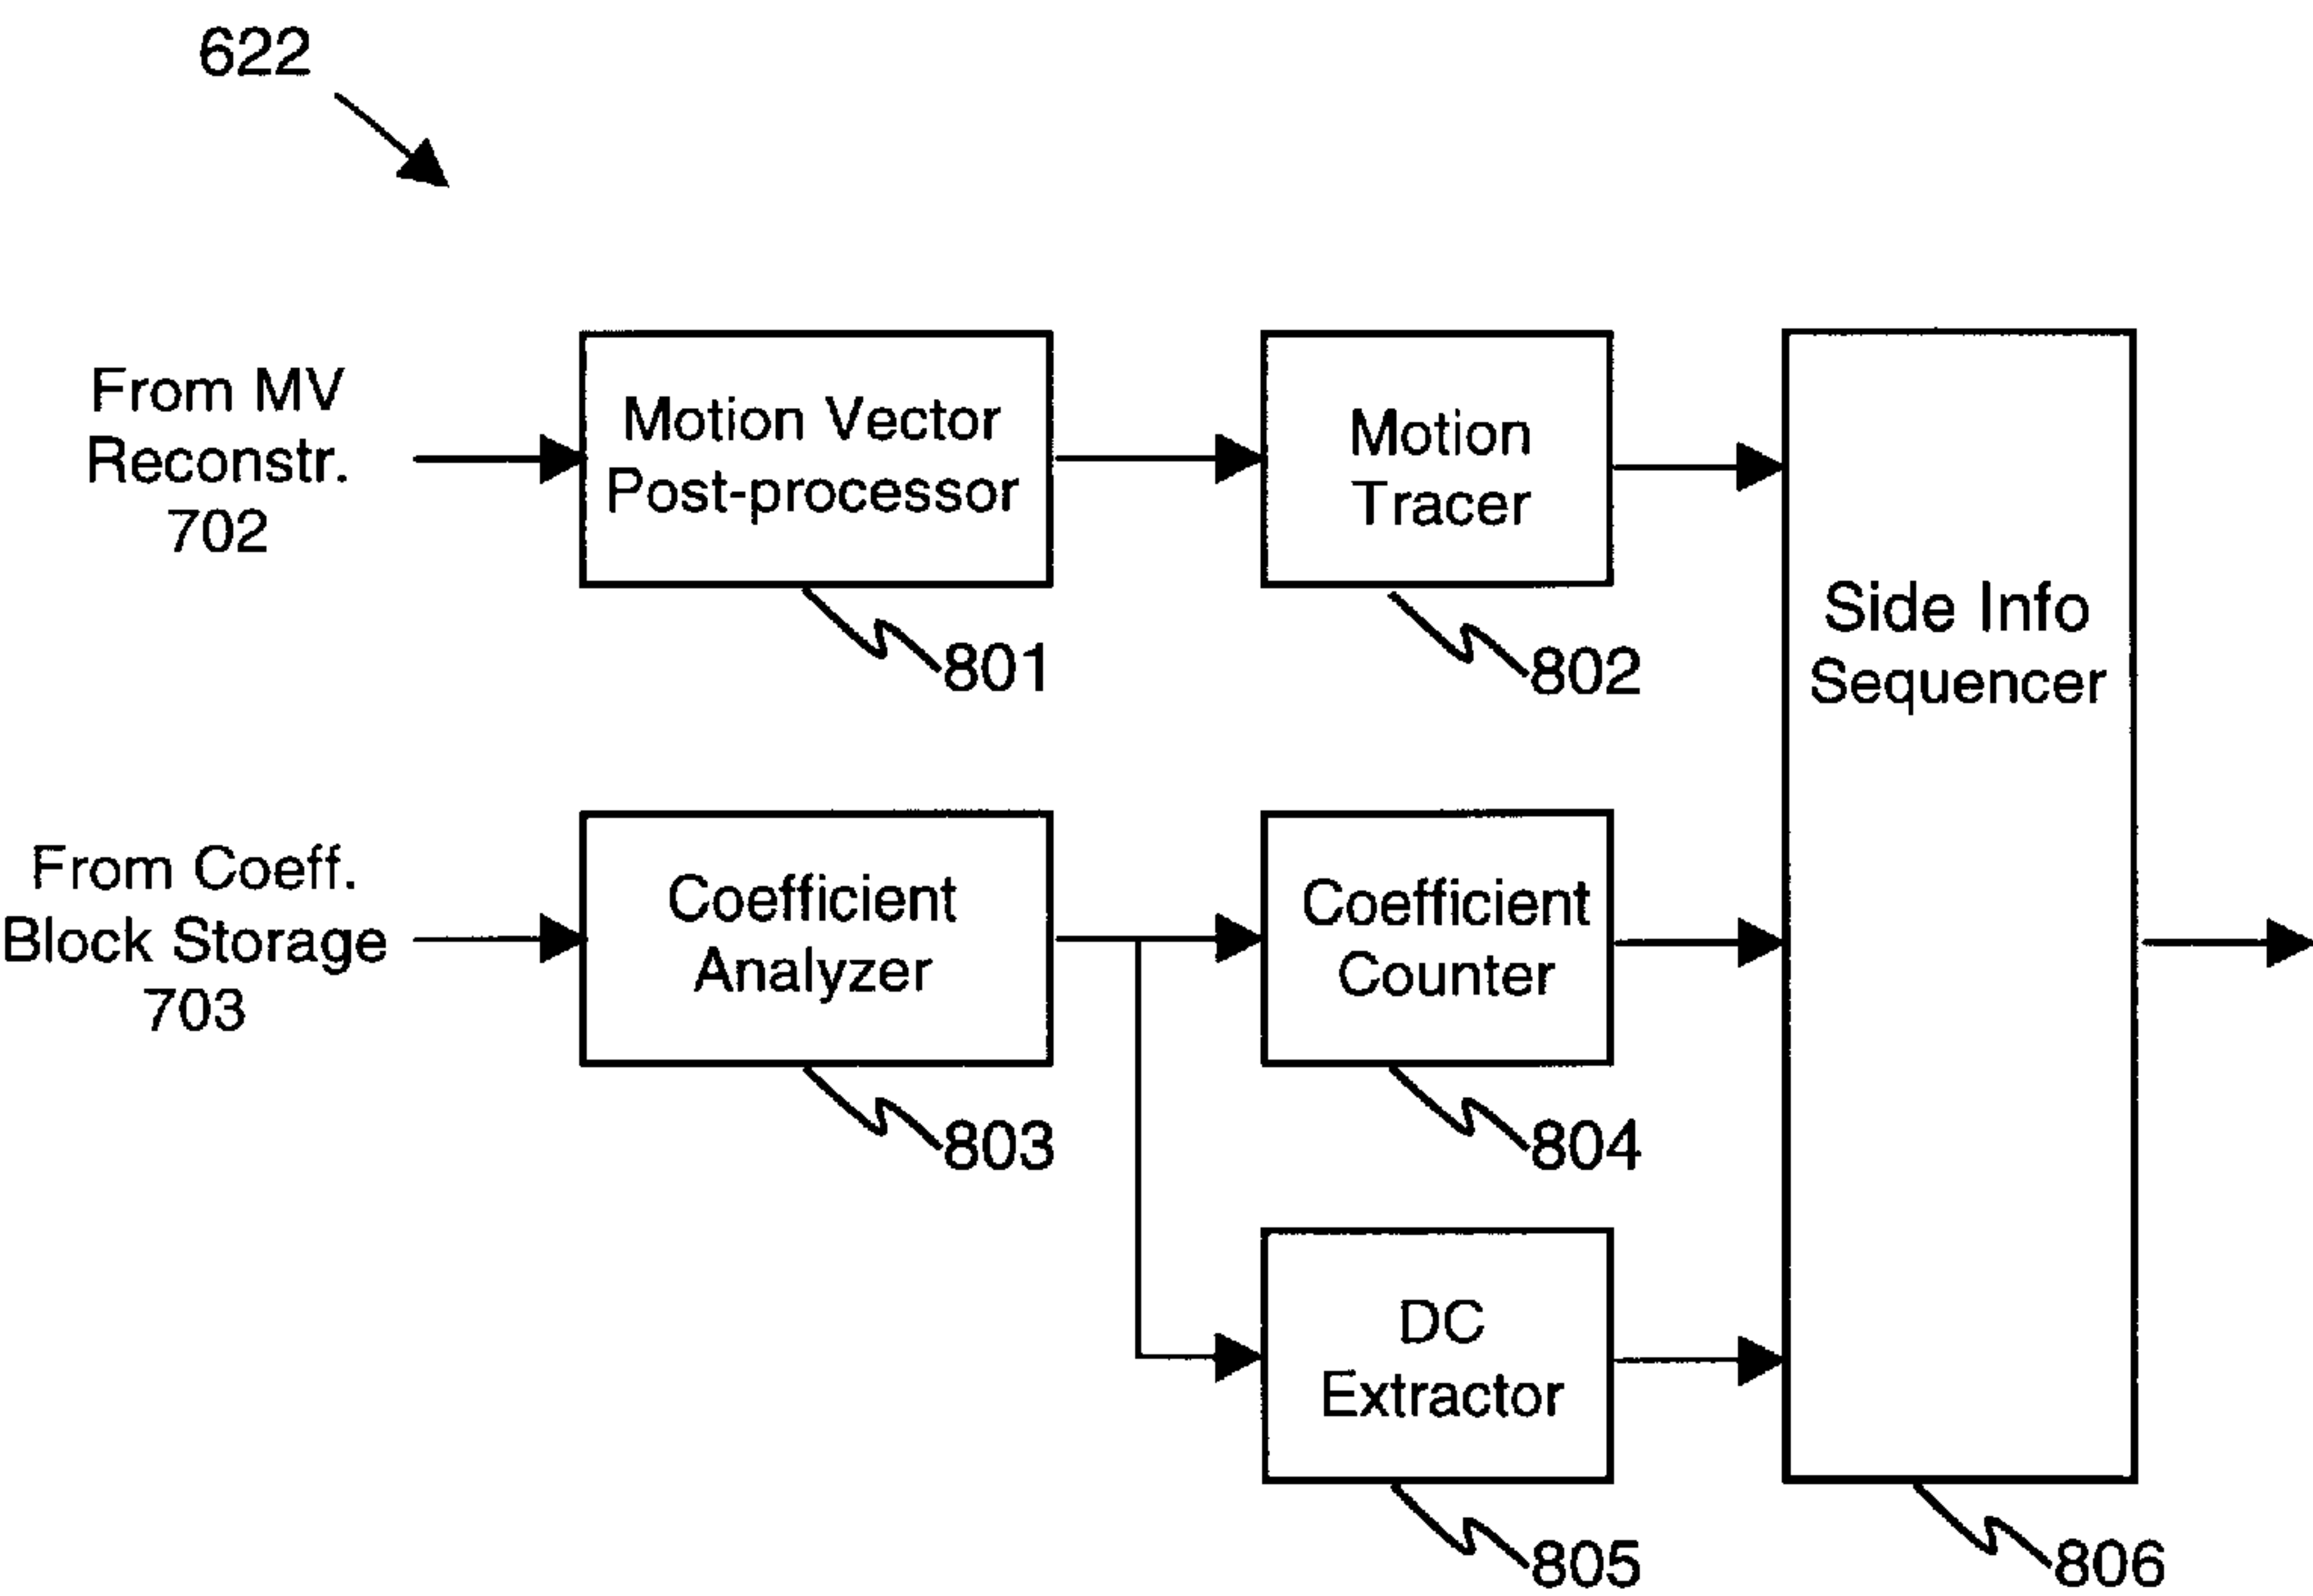 622
From MV
Reconstr.
702
Motion Vector
Post-processor
801
Motion
Tracer
802
Side Info
Sequencer
From Coeff.
Block Storage
703
Coefficient
Analyzer
803
Coefficient
Counter
804
DC
Extractor
805
806